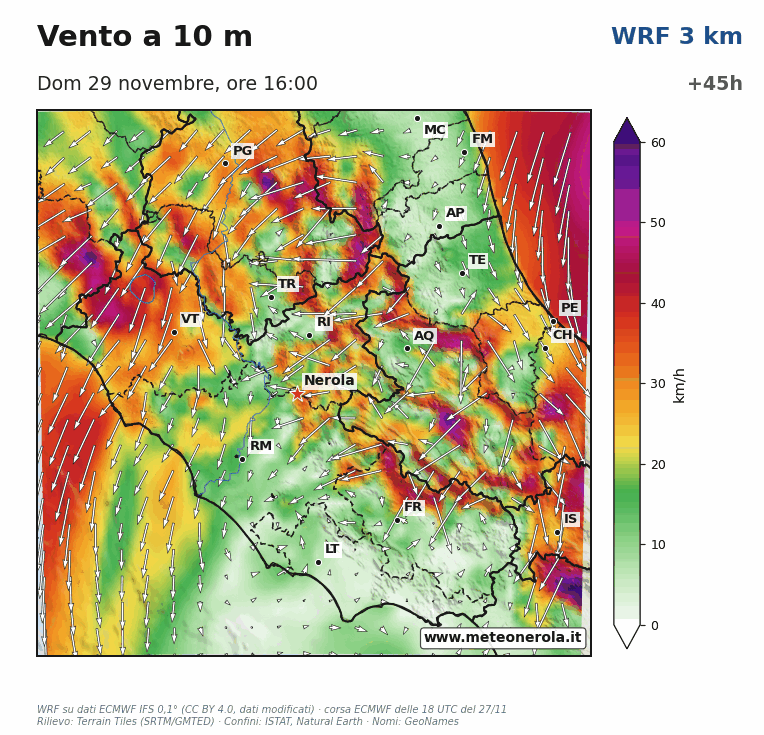 Vento a 10 m
WRF 3 km
Dom 29 novembre, ore 16:00
+45h
MC
FM
PG
AP
TE
TR
PE
VT
RI
AQ
CH
Nerola
RM
FR
IS
LT
www.meteonerola.it
60
50
40
30
20
10
0
km/h
WRF su dati ECMWF IFS 0,1° (CC BY 4.0, dati modificati) · corsa ECMWF delle 18 UTC del 27/11
Rilievo: Terrain Tiles (SRTM/GMTED) · Confini: ISTAT, Natural Earth · Nomi: GeoNames